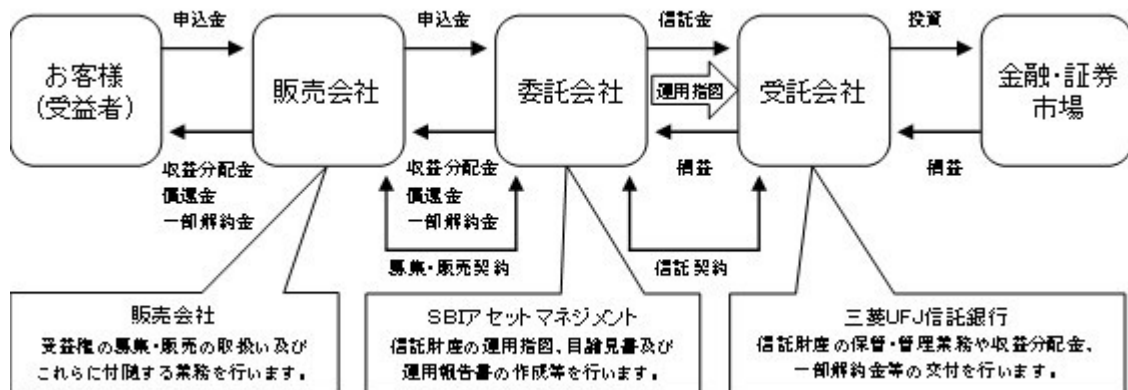 申込金
申込金
信託金
投資
お客様
(受益者)
販売会社
委託会社
運用指図
受託会社
金融・証券
市場
収益分配金
償還金
一部解約金
収益分配金
償還金
一部解約金
損益
損益
募集・販売契約
信託契約
販売会社
受益権の募集・販売の取扱い及び
これらに付随する業務を行います。
SBIアセットマネジメント
信託財産の運用指図、目論見書及び
運用報告書の作成等を行います。
三菱UFJ信託銀行
信託財産の保管・管理業務や収益分配金、
一部解約金等の交付を行います。